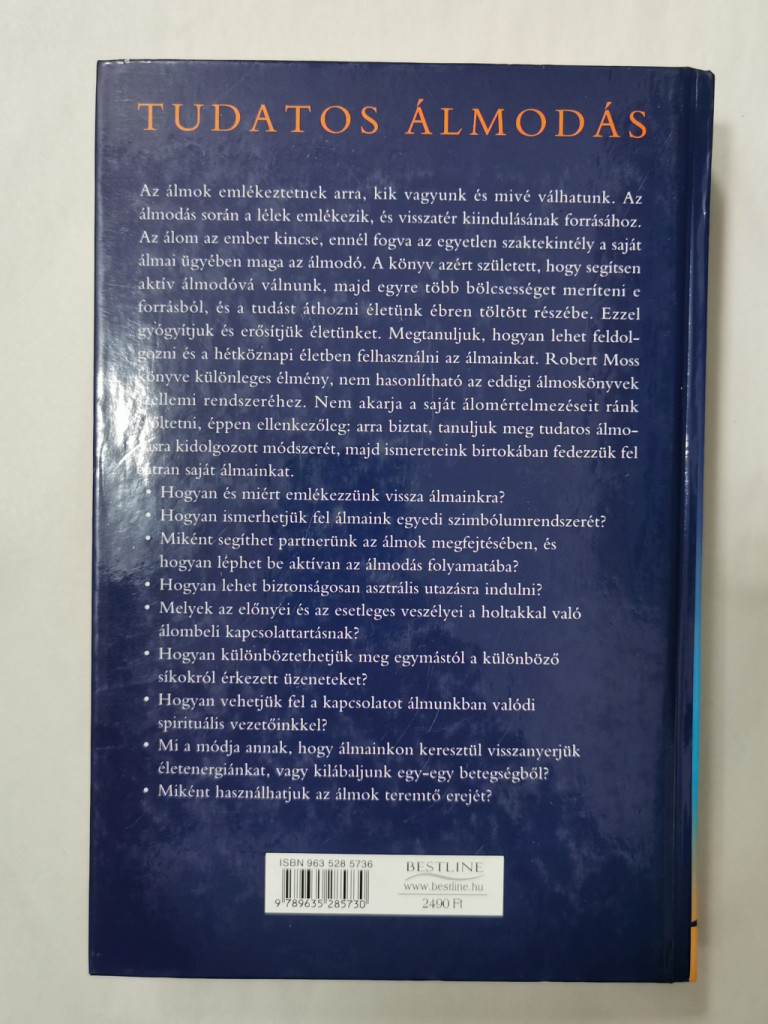 TUDATOS ÁLMODÁS
Az álmok emlékeztetnek arra, kik vagyunk és mivé válhatunk. Az
álmodás során a lélek emlékezik, és visszatér kiindulásának forrásához.
Az álom az ember kincse, ennél fogva az egyetlen szaktekintély a saját
álmai ügyében maga az álmodó. A könyv azért született, hogy segítsen
aktív álmodóvá válnunk, majd egyre több bölcsességet meríteni e
forrásból, és a tudást áthozni életünk ébren töltött részébe. Ezzel
gyógyítjuk és erősítjük életünket. Megtanuljuk, hogyan lehet feldol-
gozni és a hétköznapi életben felhasználni az álmainkat. Robert Moss
könyve különleges élmény, nem hasonlítható az eddigi álmoskönyvek
szellemi rendszeréhez. Nem akarja a saját álomértelmezéseit ránk
erőltetni, éppen ellenkezőleg: arra biztat, tanuljuk meg tudatos álmo-
dásra kidolgozott módszerét, majd ismereteink birtokában fedezzük fel
bátran saját álmainkat.
• Hogyan és miért emlékezzünk vissza álmainkra?
• Hogyan ismerhetjük fel álmaink egyedi szimbólumrendszerét?
• Miként segíthet partnerünk az álmok megfejtésében, és
hogyan léphet be aktívan az álmodás folyamatába?
• Hogyan lehet biztonságosan asztrális utazásra indulni?
• Melyek az előnyei és az esetleges veszélyei a holtakkal való
álombeli kapcsolattartásnak?
• Hogyan különböztethetjük meg egymástól a különböző
síkokról érkezett üzeneteket?
• Hogyan vehetjük fel a kapcsolatot álmunkban valódi
spirituális vezetőinkkel?
• Mi a módja annak, hogy álmainkon keresztül visszanyerjük
életenergiánkat, vagy kilábaljunk egy-egy betegségből?
• Miként használhatjuk az álmok teremtő erejét?
ISBN 963 528 5736
9 789635 285730
BESTLINE
www.bestline.hu
2490 Ft